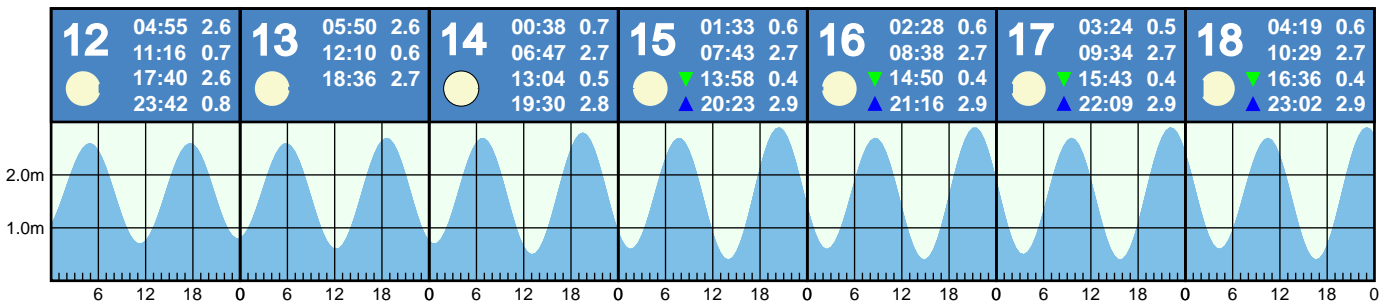 12 04:55 2.6
11:16 0.7
17:40 2.6
23:42 0.8
13 05:50 2.6
12:10 0.6
18:36 2.7
14 00:38 0.7
06:47 2.7
13:04 0.5
19:30 2.8
15 01:33 0.6
07:43 2.7
▼ 13:58 0.4
▲ 20:23 2.9
16 02:28 0.6
08:38 2.7
▼ 14:50 0.4
▲ 21:16 2.9
17 03:24 0.5
09:34 2.7
▼ 15:43 0.4
▲ 22:09 2.9
18 04:19 0.6
10:29 2.7
▼ 16:36 0.4
▲ 23:02 2.9
2.0m
1.0m
6 12 18 0 6 12 18 0 6 12 18 0 6 12 18 0 6 12 18 0 6 12 18 0 6 12 18 0